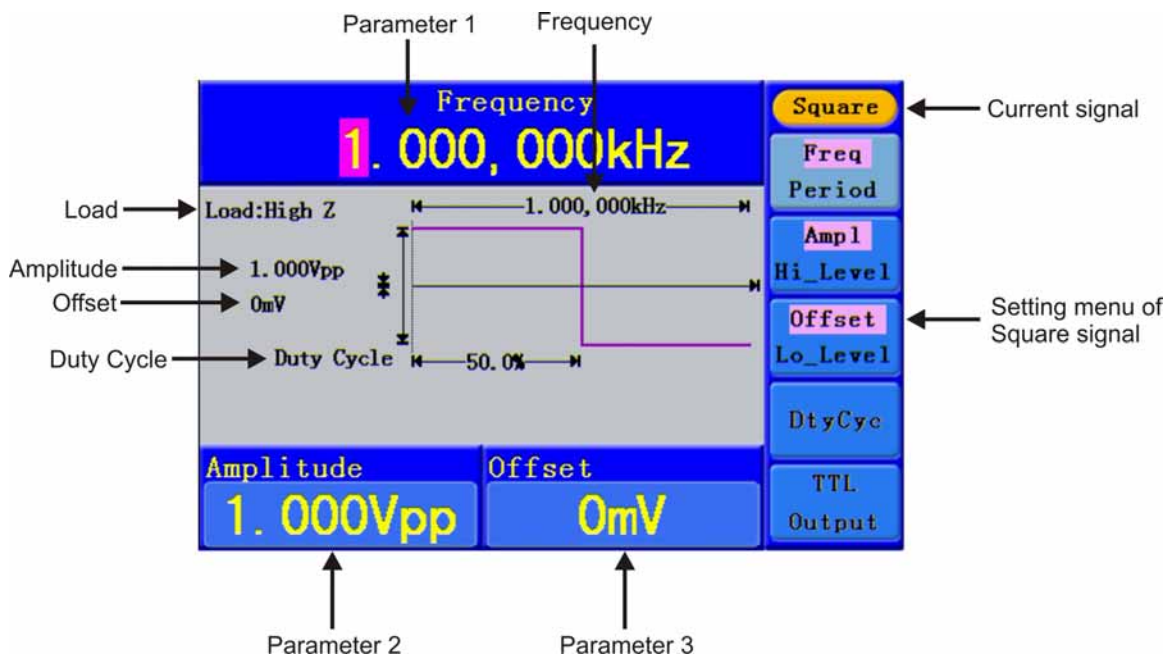 Parameter 1
Frequency
Frequency
1.000,000kHz
Square
Current signal
Freq
Period
Load
Load:High Z
1.000,000kHz
Ampl
Hi_Level
Amplitude
1.000Vpp
Offset
0mV
Offset
Lo_Level
Setting menu of
Square signal
Duty Cycle
Duty Cycle
50.0%
DtyCyc
Amplitude
Offset
1.000Vpp
0mV
TTL
Output
Parameter 2
Parameter 3